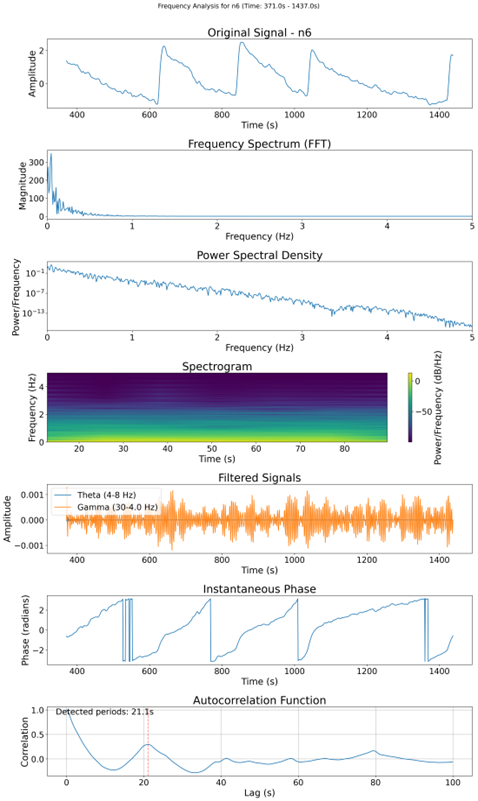 Frequency Analysis for n6 (Time: 371.0s - 1437.0s)
Original Signal - n6
Amplitude
2
0
400 600 800 1000 1200 1400
Time (s)
Frequency Spectrum (FFT)
Magnitude
300
200
100
0
0 1 2 3 4 5
Frequency (Hz)
Power Spectral Density
Power/Frequency
10⁻¹
10⁻⁷
10⁻¹³
0 1 2 3 4 5
Frequency (Hz)
Spectrogram
Frequency (Hz)
4
2
0
20 30 40 50 60 70 80
Time (s)
0
−50
Power/Frequency (dB/Hz)
Filtered Signals
Amplitude
0.001
0.000
−0.001
Theta (4-8 Hz)
Gamma (30-4.0 Hz)
400 600 800 1000 1200 1400
Time (s)
Instantaneous Phase
Phase (radians)
2
0
−2
400 600 800 1000 1200 1400
Time (s)
Autocorrelation Function
Correlation
1.0
0.5
0.0
Detected periods: 21.1s
0 20 40 60 80 100
Lag (s)